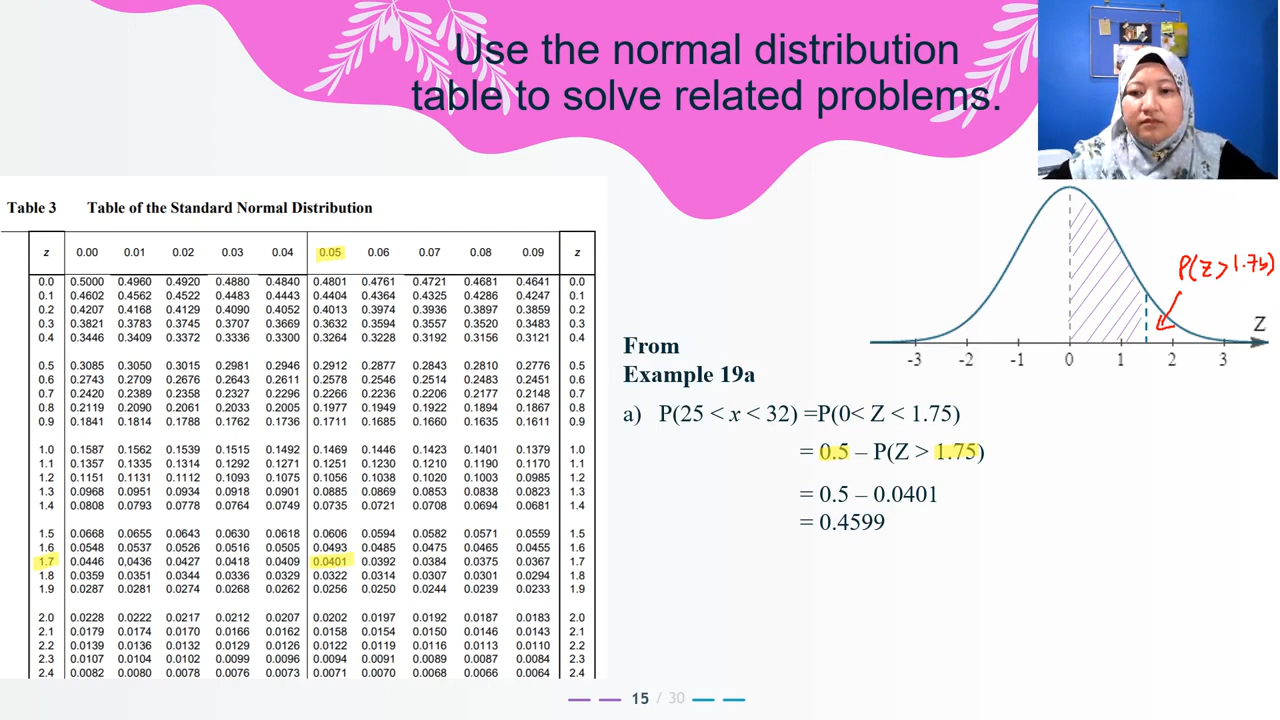 Use the normal distribution
table to solve related problems.
Table 3 Table of the Standard Normal Distribution
z 0.00 0.01 0.02 0.03 0.04 0.05 0.06 0.07 0.08 0.09 z
0.0 0.5000 0.4960 0.4920 0.4880 0.4840 0.4801 0.4761 0.4721 0.4681 0.4641 0.0
0.1 0.4602 0.4562 0.4522 0.4483 0.4443 0.4404 0.4364 0.4325 0.4286 0.4247 0.1
0.2 0.4207 0.4168 0.4129 0.4090 0.4052 0.4013 0.3974 0.3936 0.3897 0.3859 0.2
0.3 0.3821 0.3783 0.3745 0.3707 0.3669 0.3632 0.3594 0.3557 0.3520 0.3483 0.3
0.4 0.3446 0.3409 0.3372 0.3336 0.3300 0.3264 0.3228 0.3192 0.3156 0.3121 0.4
0.5 0.3085 0.3050 0.3015 0.2981 0.2946 0.2912 0.2877 0.2843 0.2810 0.2776 0.5
0.6 0.2743 0.2709 0.2676 0.2643 0.2611 0.2578 0.2546 0.2514 0.2483 0.2451 0.6
0.7 0.2420 0.2389 0.2358 0.2327 0.2296 0.2266 0.2236 0.2206 0.2177 0.2148 0.7
0.8 0.2119 0.2090 0.2061 0.2033 0.2005 0.1977 0.1949 0.1922 0.1894 0.1867 0.8
0.9 0.1841 0.1814 0.1788 0.1762 0.1736 0.1711 0.1685 0.1660 0.1635 0.1611 0.9
1.0 0.1587 0.1562 0.1539 0.1515 0.1492 0.1469 0.1446 0.1423 0.1401 0.1379 1.0
1.1 0.1357 0.1335 0.1314 0.1292 0.1271 0.1251 0.1230 0.1210 0.1190 0.1170 1.1
1.2 0.1151 0.1131 0.1112 0.1093 0.1075 0.1056 0.1038 0.1020 0.1003 0.0985 1.2
1.3 0.0968 0.0951 0.0934 0.0918 0.0901 0.0885 0.0869 0.0853 0.0838 0.0823 1.3
1.4 0.0808 0.0793 0.0778 0.0764 0.0749 0.0735 0.0721 0.0708 0.0694 0.0681 1.4
1.5 0.0668 0.0655 0.0643 0.0630 0.0618 0.0606 0.0594 0.0582 0.0571 0.0559 1.5
1.6 0.0548 0.0537 0.0526 0.0516 0.0505 0.0493 0.0485 0.0475 0.0465 0.0455 1.6
1.7 0.0446 0,0436 0.0427 0.0418 0.0409 0.0401 0.0392 0.0384 0.0375 0.0367 1.7
1.8 0.0359 0.0351 0.0344 0.0336 0.0329 0.0322 0.0314 0.0307 0.0301 0.0294 1.8
1.9 0.0287 0.0281 0.0274 0.0268 0.0262 0.0256 0.0250 0.0244 0.0239 0.0233 1.9
2.0 0.0228 0.0222 0.0217 0.0212 0.0207 0.0202 0.0197 0.0192 0.0187 0.0183 2.0
2.1 0.0179 0.0174 0.0170 0.0166 0.0162 0.0158 0.0154 0.0150 0.0146 0.0143 2.1
2.2 0.0139 0.0136 0.0132 0.0129 0.0126 0.0122 0.0119 0.0116 0.0113 0.0110 2.2
2.3 0.0107 0.0104 0.0102 0.0099 0.0096 0.0094 0.0091 0.0089 0.0087 0.0084 2.3
2.4 0.0082 0.0080 0.0078 0.0076 0.0073 0.0071 0.0070 0.0068 0.0066 0.0064 2.4
P(Z>1.75)
Z
-3 -2 -1 0 1 2 3
From
Example 19a
a) P(25 < x < 32) =P(0< Z < 1.75)
= 0.5 – P(Z > 1.75)
= 0.5 – 0.0401
= 0.4599
15 / 30